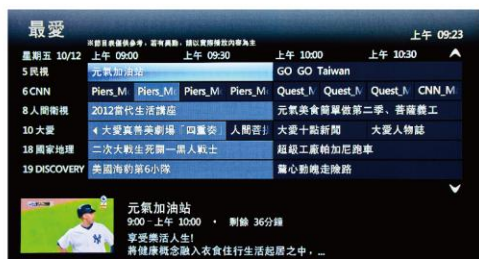 最愛
上午 09:23
※節目表僅供參考，若有異動，請以實際播放內容為主
星期五 10/12 上午 09:00 上午 09:30 上午 10:00 上午 10:30
5 民視 元氣加油站 GO GO Taiwan
6 CNN Piers_M Piers_M Piers_M Piers_M Quest_M Quest_M Quest_M CNN_M
8 人間衛視 2012當代生活講座 元氣美食簡單做第二季、菩薩義工
10 大愛 大愛真善美劇場「四重奏」 人間菩 大愛十點新聞 大愛人物誌
18 國家地理 二次大戰生死鬥—黑人戰士 超級工廠帕加尼跑車
19 DISCOVERY 美國海豹第6小隊 驚心動魄走險路
元氣加油站
9:00 - 上午 10:00 • 剩餘 36分鐘
享受樂活人生!
將健康概念融入衣食住行生活起居之中，...